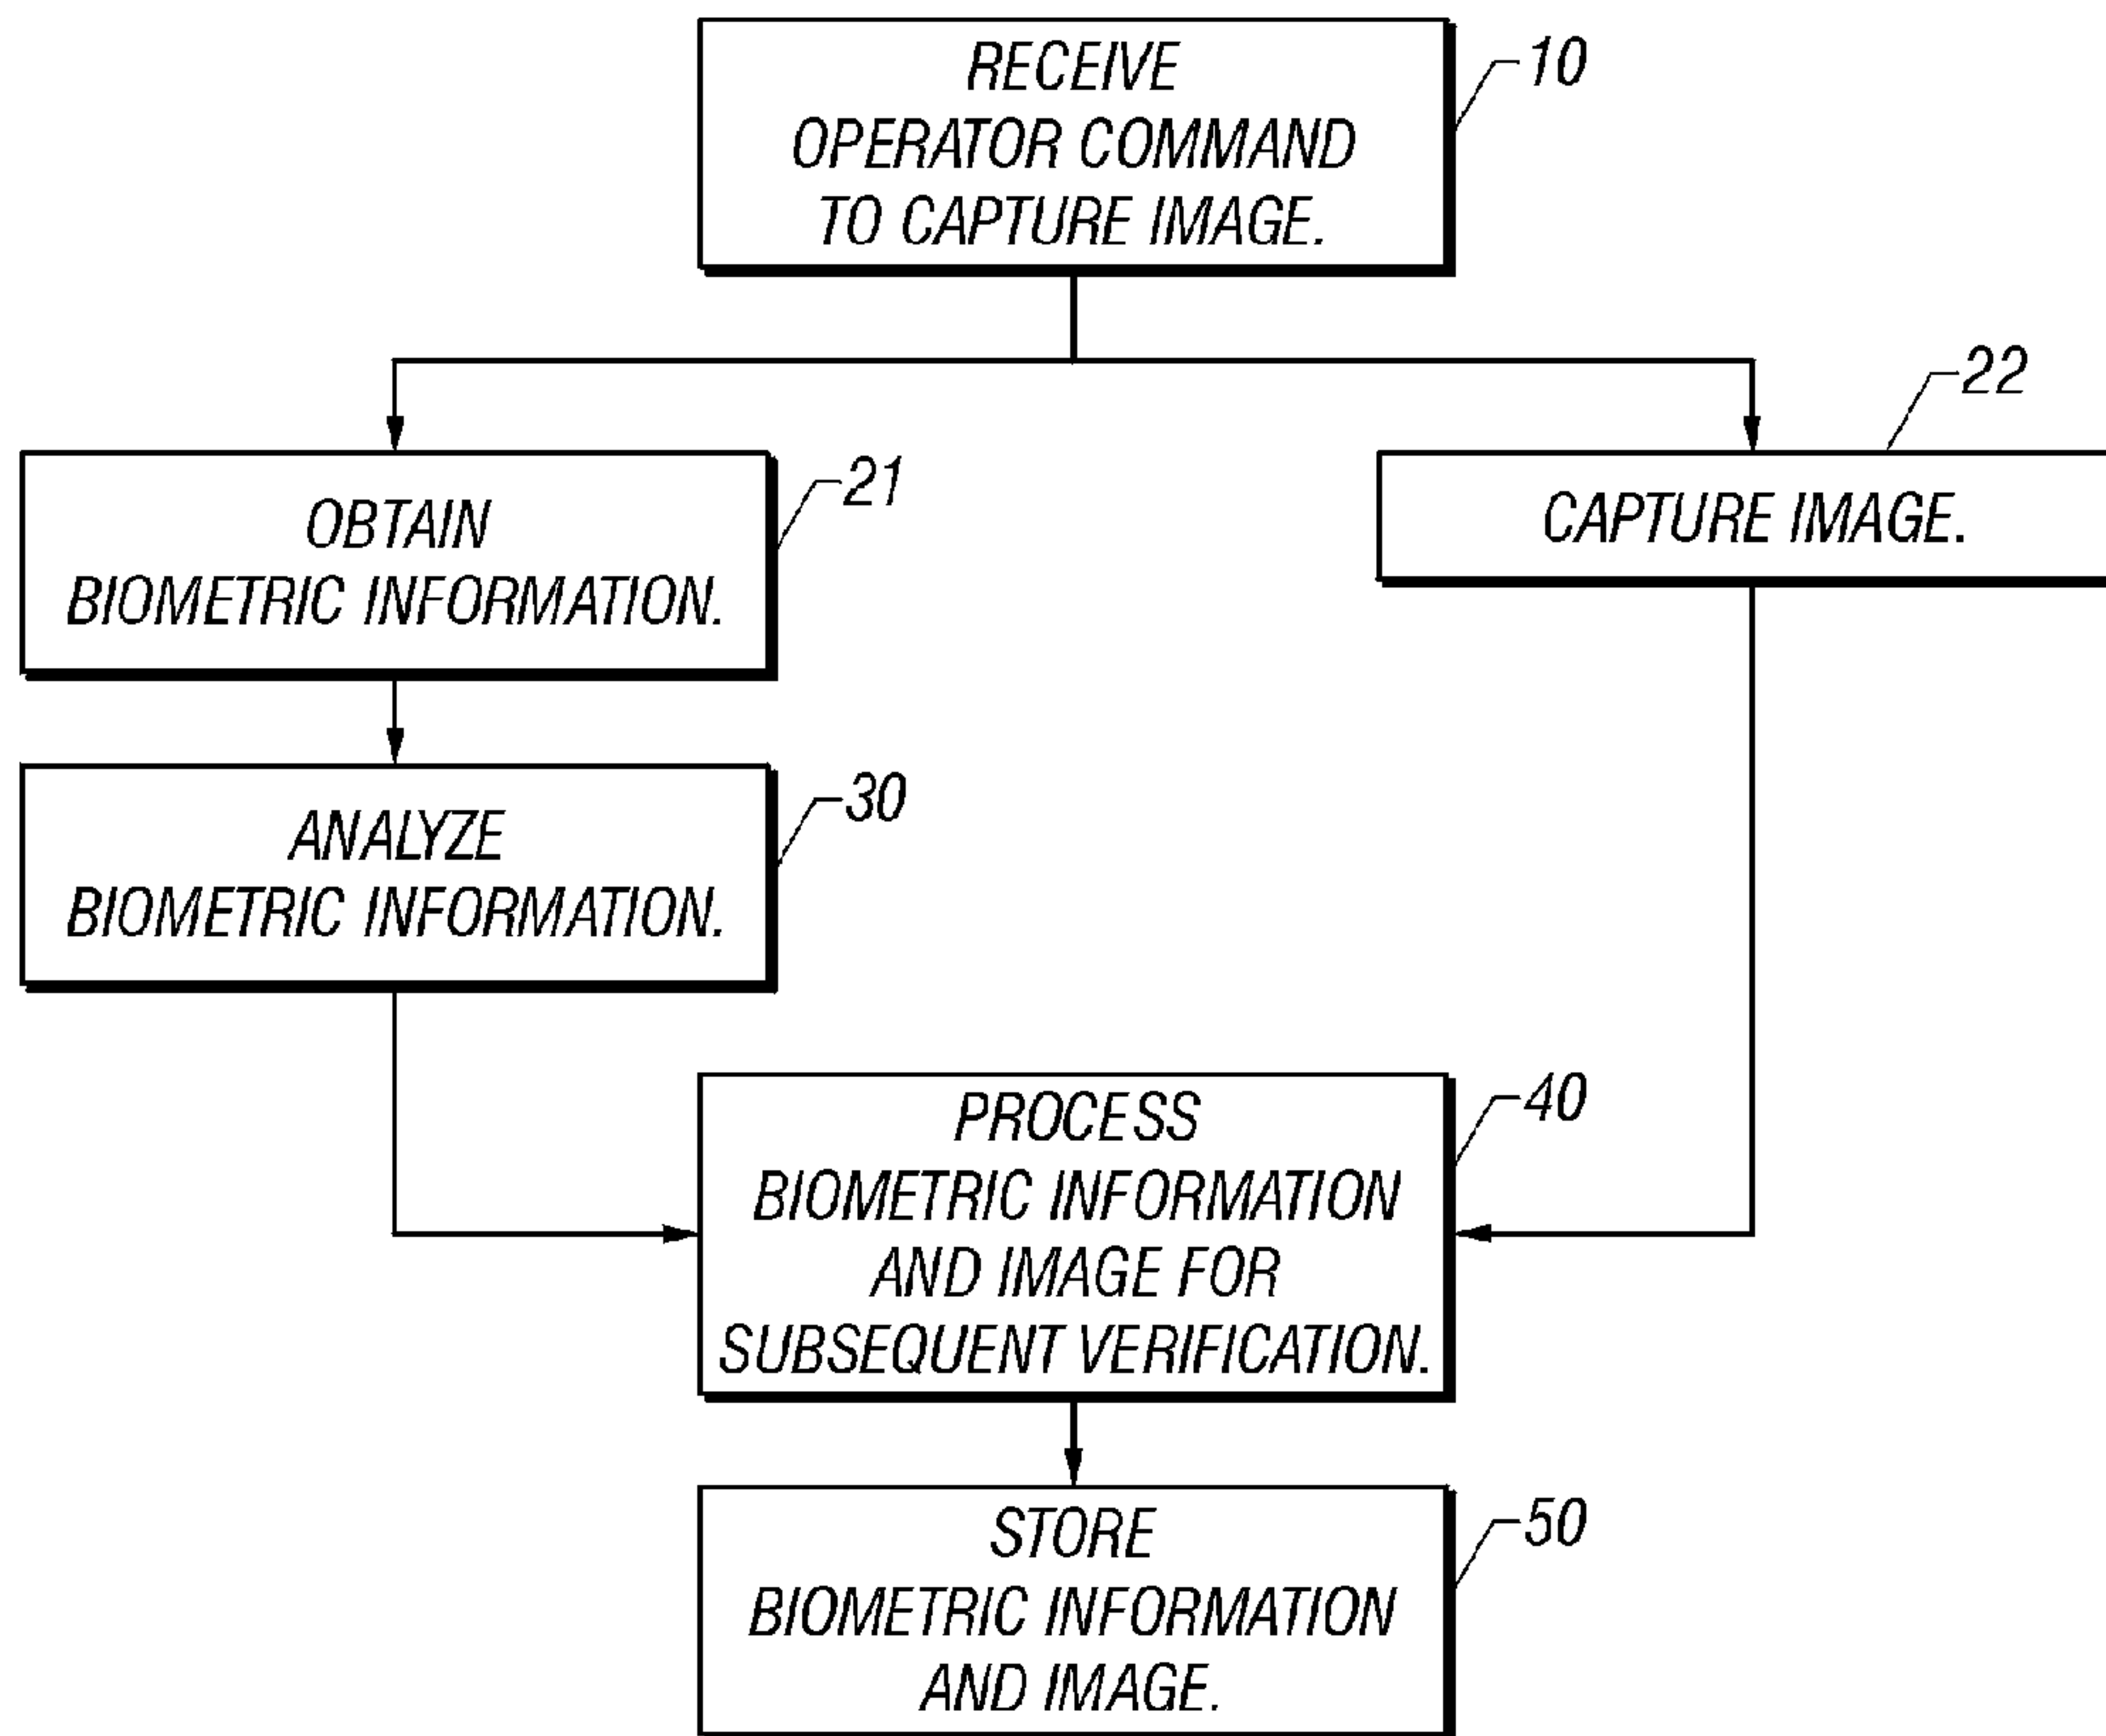 RECEIVE
OPERATOR COMMAND
TO CAPTURE IMAGE.
10
22
CAPTURE IMAGE.
21
OBTAIN
BIOMETRIC INFORMATION.
30
ANALYZE
BIOMETRIC INFORMATION.
40
PROCESS
BIOMETRIC INFORMATION
AND IMAGE FOR
SUBSEQUENT VERIFICATION.
50
STORE
BIOMETRIC INFORMATION
AND IMAGE.